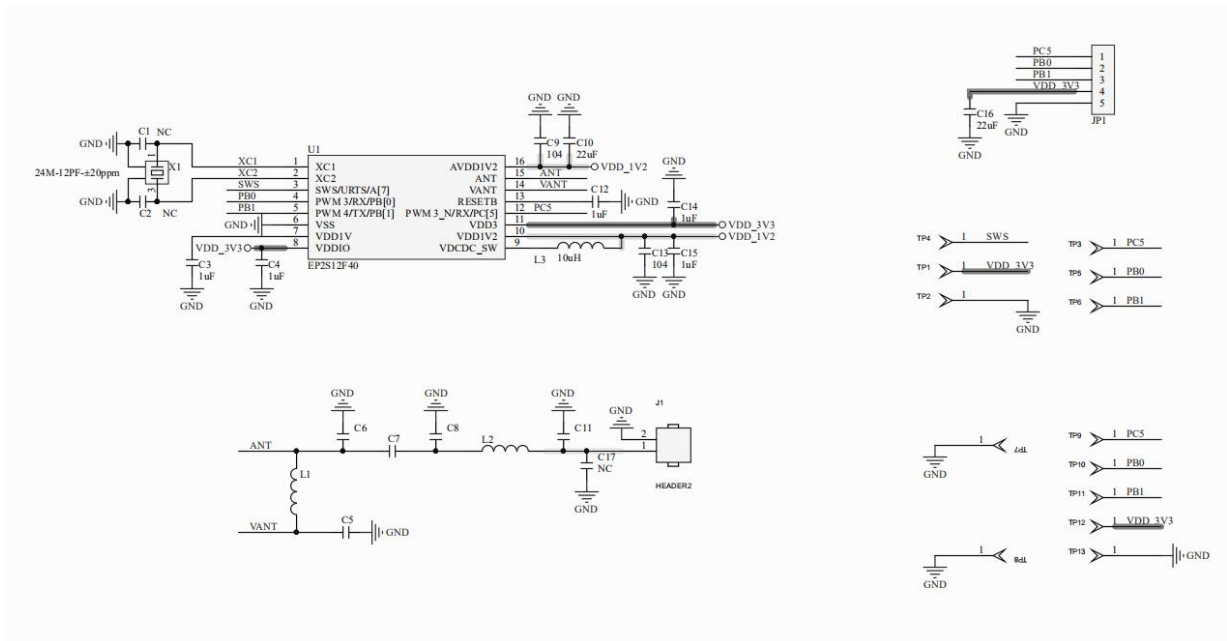 PC5
PB0
PB1
VDD_3V3
1
2
3
4
5
JP1
C16
22uF
GND
GND
GND GND
C9
104
C10
22uF
C1 NC
GND
1
X1
24M-12PF-±20ppm
3
GND
C2 NC
U1
XC1 1 XC1
XC2 2 XC2
SWS 3 SWS/URTS/A[7]
PB0 4 PWM3/RX/PB[0]
PB1 5 PWM4/TX/PB[1]
GND 6 VSS
7 VDD1V
VDD_3V3 8 VDDIO
EP2S12F40
AVDD1V2 16 VDD_1V2
ANT 15 ANT
VANT 14 VANT
RESETB 13 C12 1uF GND
PWM3_N/RX/PC[5] 12 PC5
VDD3 11 VDD_3V3
VDD1V2 10 VDD_1V2
VDCDC_SW 9
L3 10uH
GND
C14
1uF
C3
1uF
GND
C4
1uF
GND
C13
104
GND
C15
1uF
GND
TP4 1 SWS
TP1 1 VDD_3V3
TP2 1
GND
TP3 1 PC5
TP5 1 PB0
TP6 1 PB1
GND GND GND GND
C6
C7
C8
L2
C11
ANT
L1
VANT
C5
GND
C17
NC
GND
J1
2
1
HEADER2
1 TP7
GND
1 TP8
GND
TP9 1 PC5
TP10 1 PB0
TP11 1 PB1
TP12 1 VDD_3V3
TP13 1 GND